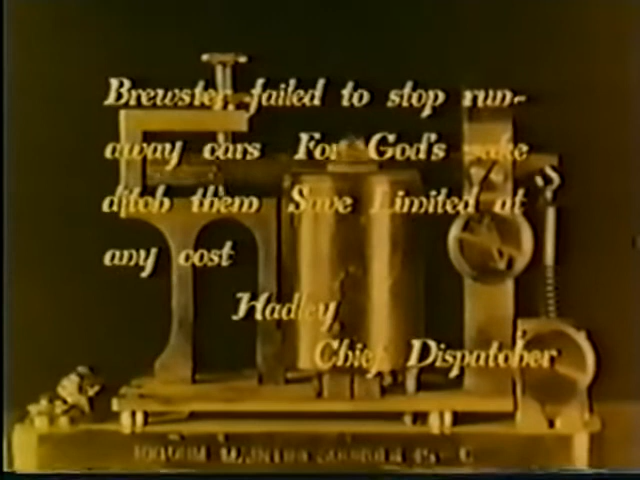 Brewster failed to stop run-
away cars For God's sake
ditch them Save Limited at
any cost
Hadley
Chief Dispatcher